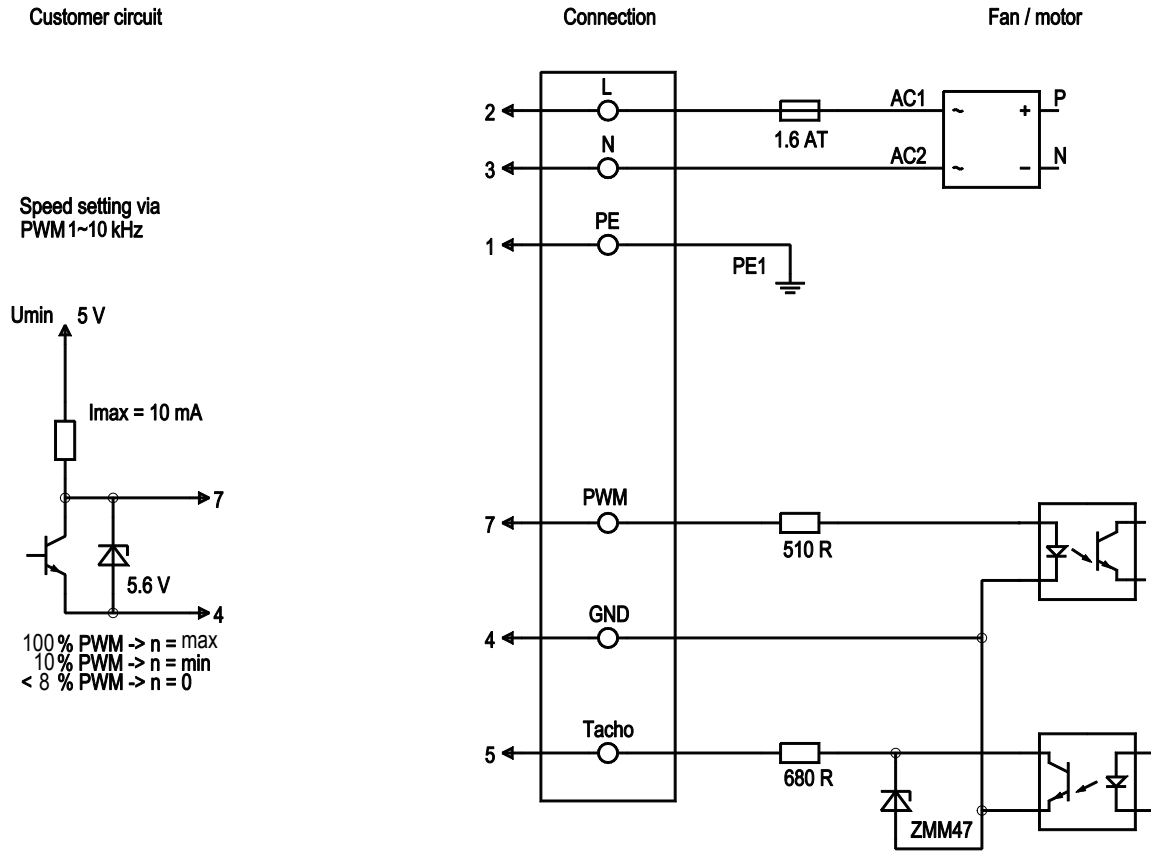 Customer circuit
Connection
Fan / motor
L
2
AC1
P
1.6 AT
N
3
AC2
N
Speed setting via
PWM 1~10 kHz
PE
1
PE1
Umin 5 V
Imax = 10 mA
7
PWM
7
510 R
5.6 V
4
GND
4
100 % PWM -> n = max
10 % PWM -> n = min
< 8 % PWM -> n = 0
Tacho
5
680 R
ZMM47